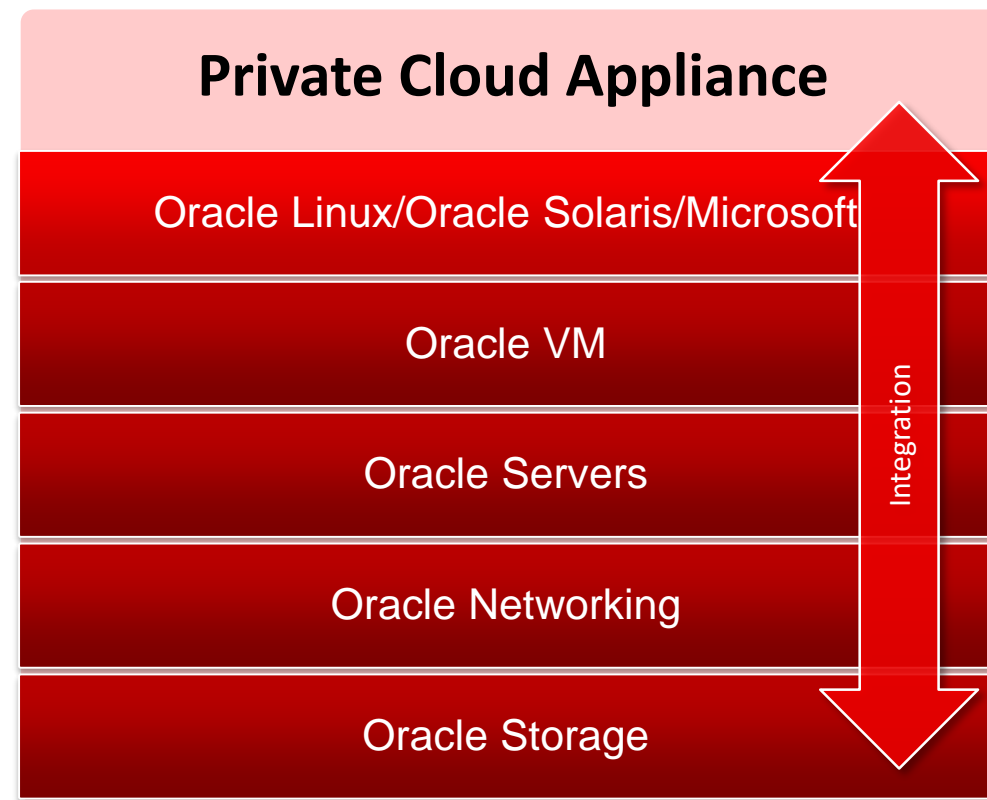 Private Cloud Appliance
Oracle Linux/Oracle Solaris/Microsoft
Oracle VM
Oracle Servers
Integration
Oracle Networking
Oracle Storage